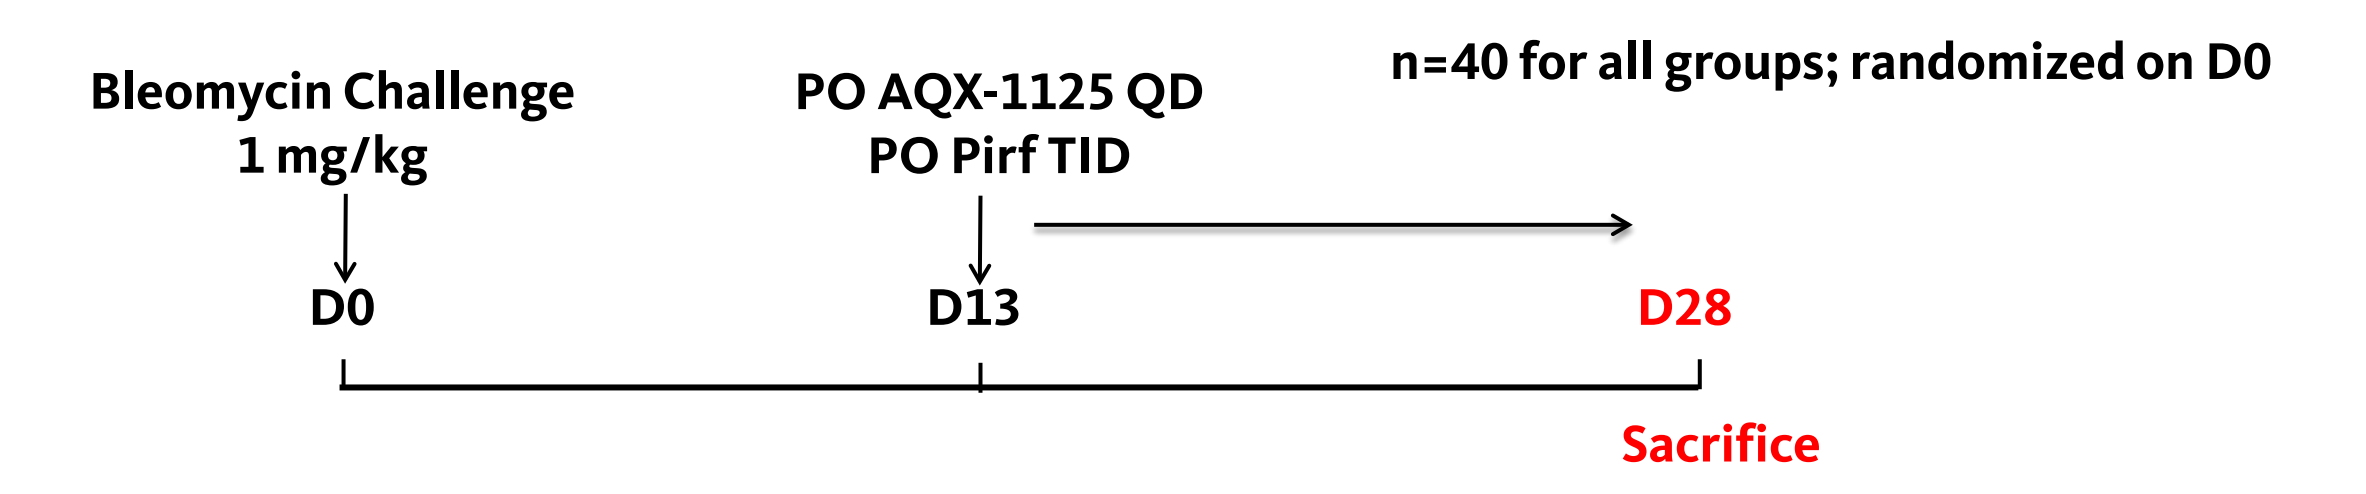 n=40 for all groups; randomized on D0
Bleomycin Challenge
1 mg/kg
PO AQX-1125 QD
PO Pirf TID
D0
D13
D28
Sacrifice